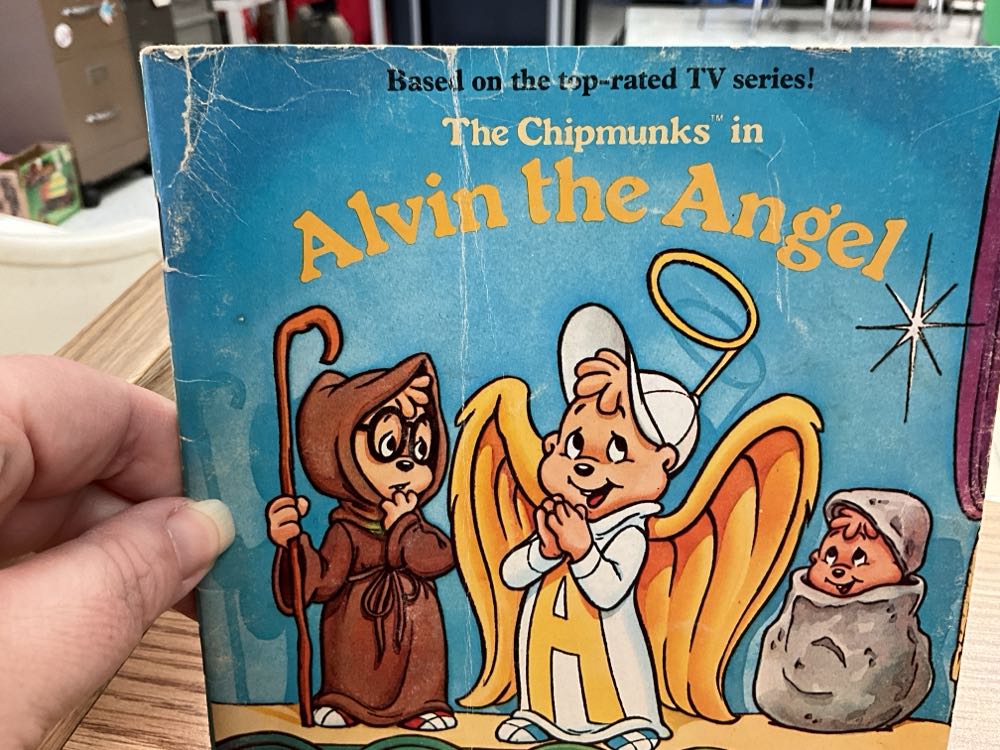 Based on the top-rated TV series!
The Chipmunks™ in
Alvin the Angel
A